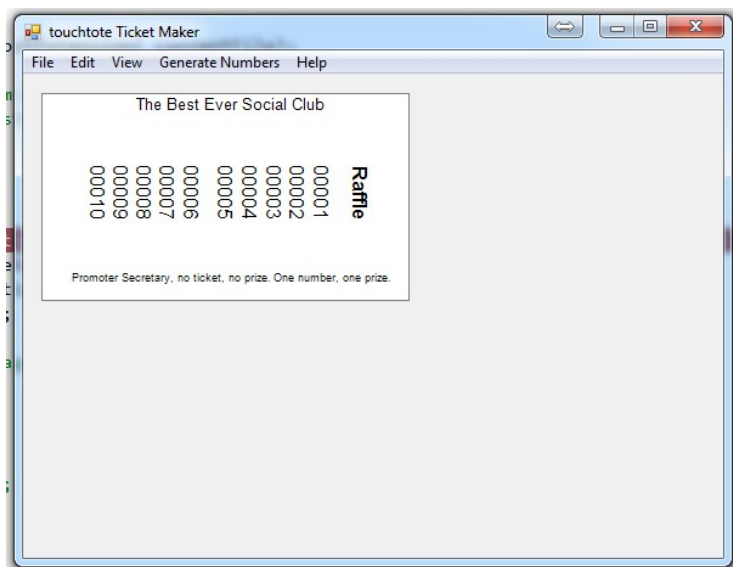 touchtote Ticket Maker
File Edit View Generate Numbers Help
The Best Ever Social Club
Raffle
00001
00002
00003
00004
00005
00006
00007
00008
00009
00010
Promoter Secretary, no ticket, no prize. One number, one prize.